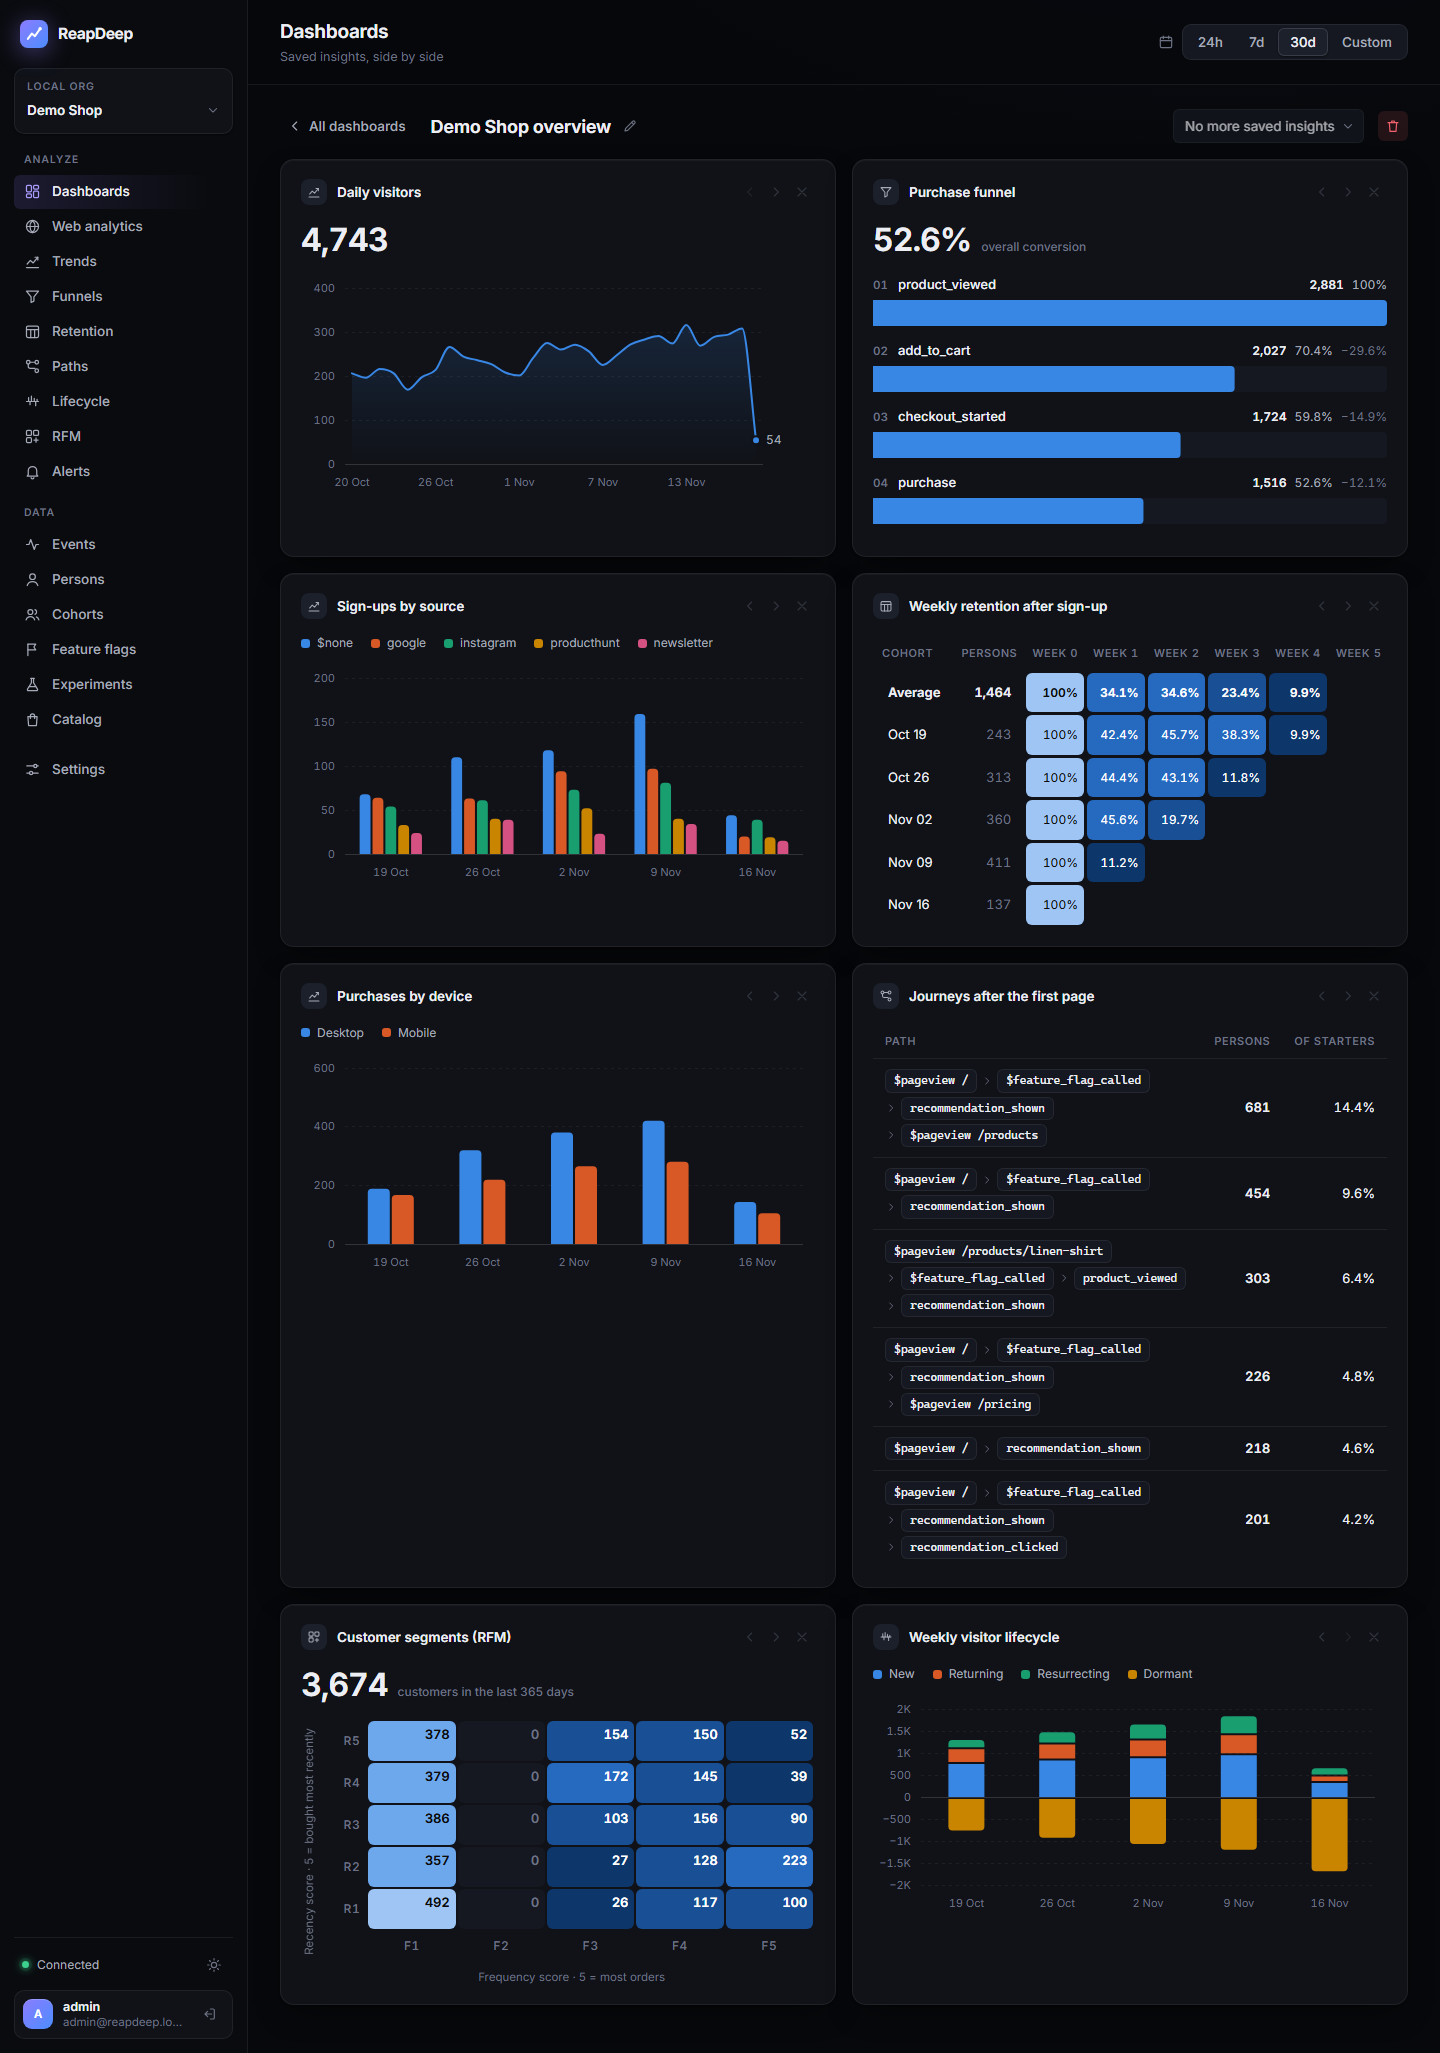 ReapDeep
LOCAL ORG
Demo Shop
ANALYZE
Dashboards
Web analytics
Trends
Funnels
Retention
Paths
Lifecycle
RFM
Alerts
DATA
Events
Persons
Cohorts
Feature flags
Experiments
Catalog
Settings
Connected
A
admin
admin@reapdeep.lo...
Dashboards
Saved insights, side by side
24h 7d 30d Custom
All dashboards Demo Shop overview
No more saved insights
Daily visitors
4,743
400
300
200
100
0
54
20 Oct 26 Oct 1 Nov 7 Nov 13 Nov
Purchase funnel
52.6% overall conversion
01 product_viewed 2,881 100%
02 add_to_cart 2,027 70.4% −29.6%
03 checkout_started 1,724 59.8% −14.9%
04 purchase 1,516 52.6% −12.1%
Sign-ups by source
$none google instagram producthunt newsletter
200
150
100
50
0
19 Oct 26 Oct 2 Nov 9 Nov 16 Nov
Weekly retention after sign-up
COHORT PERSONS WEEK 0 WEEK 1 WEEK 2 WEEK 3 WEEK 4 WEEK 5
Average 1,464 100% 34.1% 34.6% 23.4% 9.9%
Oct 19 243 100% 42.4% 45.7% 38.3% 9.9%
Oct 26 313 100% 44.4% 43.1% 11.8%
Nov 02 360 100% 45.6% 19.7%
Nov 09 411 100% 11.2%
Nov 16 137 100%
Purchases by device
Desktop Mobile
600
400
200
0
19 Oct 26 Oct 2 Nov 9 Nov 16 Nov
Journeys after the first page
PATH PERSONS OF STARTERS
$pageview / $feature_flag_called
recommendation_shown 681 14.4%
$pageview /products
$pageview / $feature_flag_called
454 9.6%
recommendation_shown
$pageview /products/linen-shirt
$feature_flag_called product_viewed 303 6.4%
recommendation_shown
$pageview / $feature_flag_called
recommendation_shown 226 4.8%
$pageview /pricing
$pageview / recommendation_shown 218 4.6%
$pageview / $feature_flag_called
recommendation_shown 201 4.2%
recommendation_clicked
Customer segments (RFM)
3,674 customers in the last 365 days
Recency score · 5 = bought most recently
R5 378 0 154 150 52
R4 379 0 172 145 39
R3 386 0 103 156 90
R2 357 0 27 128 223
R1 492 0 26 117 100
F1 F2 F3 F4 F5
Frequency score · 5 = most orders
Weekly visitor lifecycle
New Returning Resurrecting Dormant
2K
1.5K
1K
500
0
−500
−1K
−1.5K
−2K
19 Oct 26 Oct 2 Nov 9 Nov 16 Nov